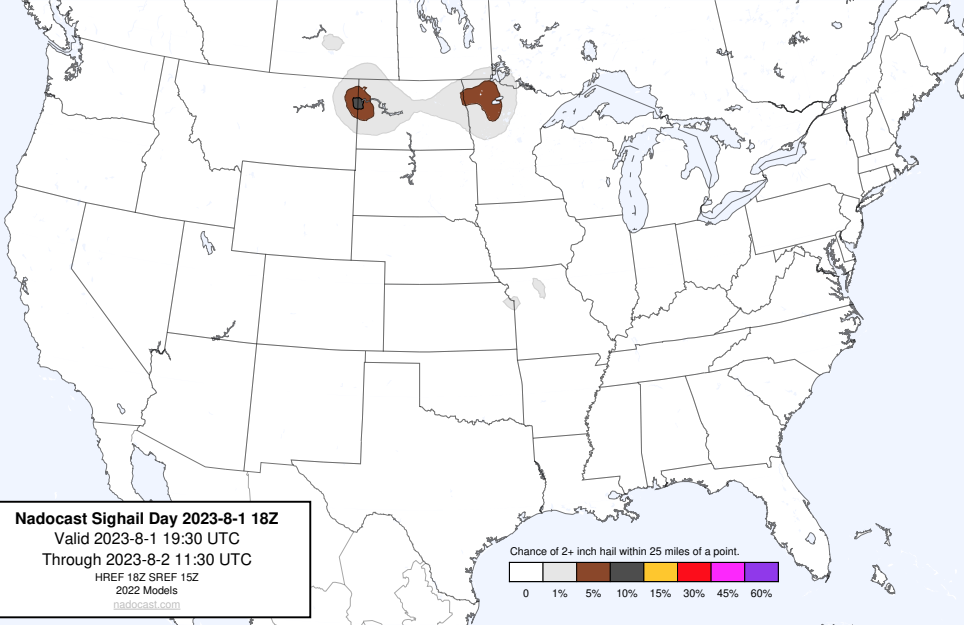 Nadocast Sighail Day 2023-8-1 18Z
Valid 2023-8-1 19:30 UTC
Through 2023-8-2 11:30 UTC
HREF 18Z SREF 15Z
2022 Models
nadocast.com
Chance of 2+ inch hail within 25 miles of a point.
0 1% 5% 10% 15% 30% 45% 60%